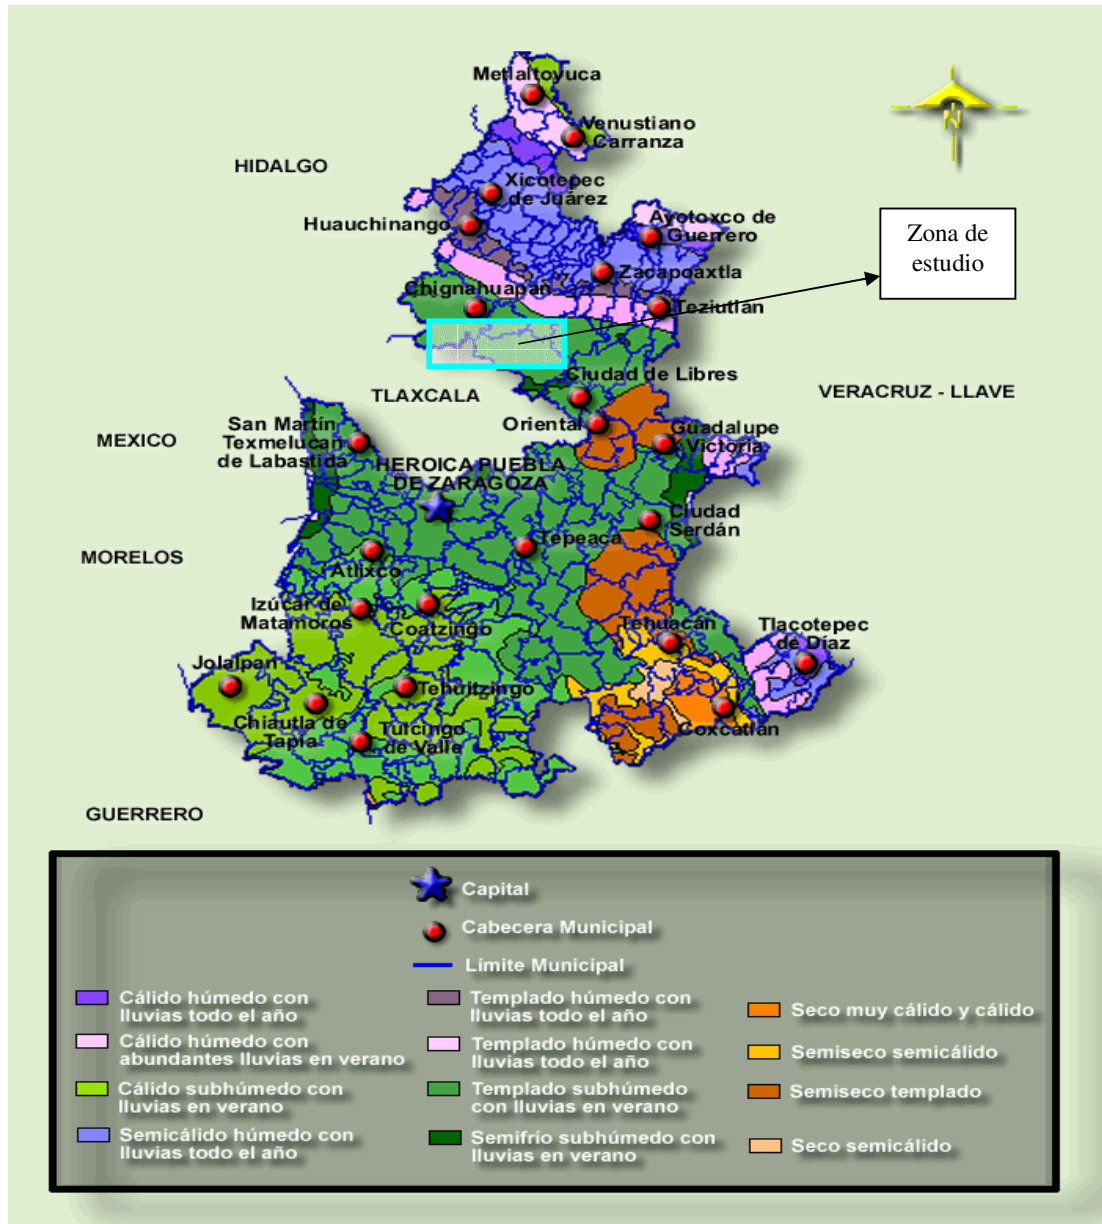 Metlaltoyuca
Venustiano
Carranza
HIDALGO
Xicotepec
de Juárez
Huauchinango
Ayotoxco de
Guerrero
Zona de
estudio
Zacapoaxtla
Chignahuapan
Teziutlán
Ciudad de Libres
TLAXCALA
VERACRUZ - LLAVE
MEXICO
San Martín
Texmelucan
de Labastida
Oriental
Guadalupe
Victoria
HEROICA PUEBLA
DE ZARAGOZA
Ciudad
Serdán
Tepeaca
MORELOS
Atlixco
Izúcar de
Matamoros
Coatzingo
Tehuacán
Tlacotepec
de Díaz
Jolalpan
Tehuitzingo
Chiautla de
Tapia
Tulcingo
de Valle
Coxcatlán
GUERRERO
N
Capital
Cabecera Municipal
Límite Municipal
Cálido húmedo con
lluvias todo el año
Cálido húmedo con
abundantes lluvias en verano
Cálido subhúmedo con
lluvias en verano
Semicálido húmedo con
lluvias todo el año
Templado húmedo con
lluvias todo el año
Templado húmedo con
lluvias todo el año
Templado subhúmedo
con lluvias en verano
Semifrío subhúmedo con
lluvias en verano
Seco muy cálido y cálido
Semiseco semicálido
Semiseco templado
Seco semicálido